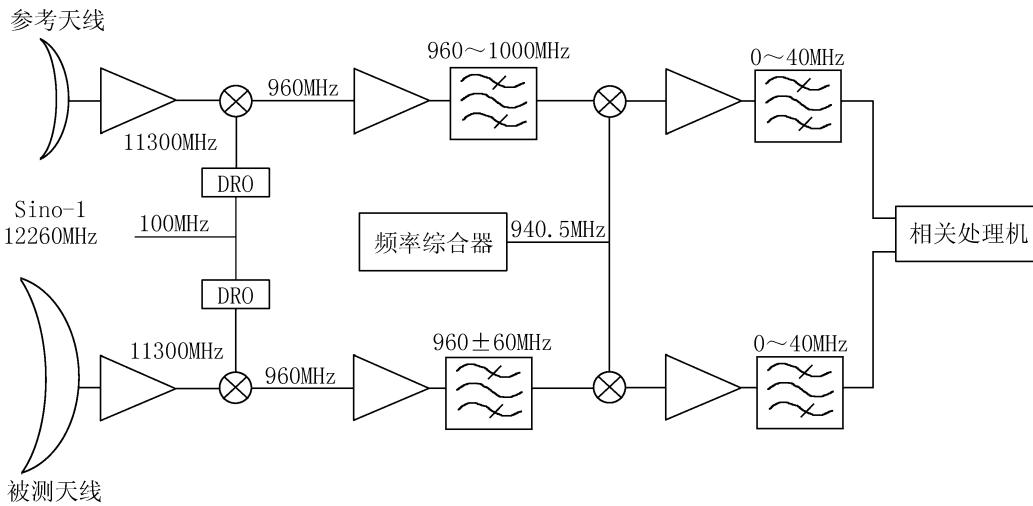 参考天线
960～1000MHz
0～40MHz
960MHz
11300MHz
DRO
Sino-1
12260MHz
100MHz
频率综合器
940.5MHz
相关处理机
DRO
11300MHz
960MHz
960±60MHz
0～40MHz
被测天线